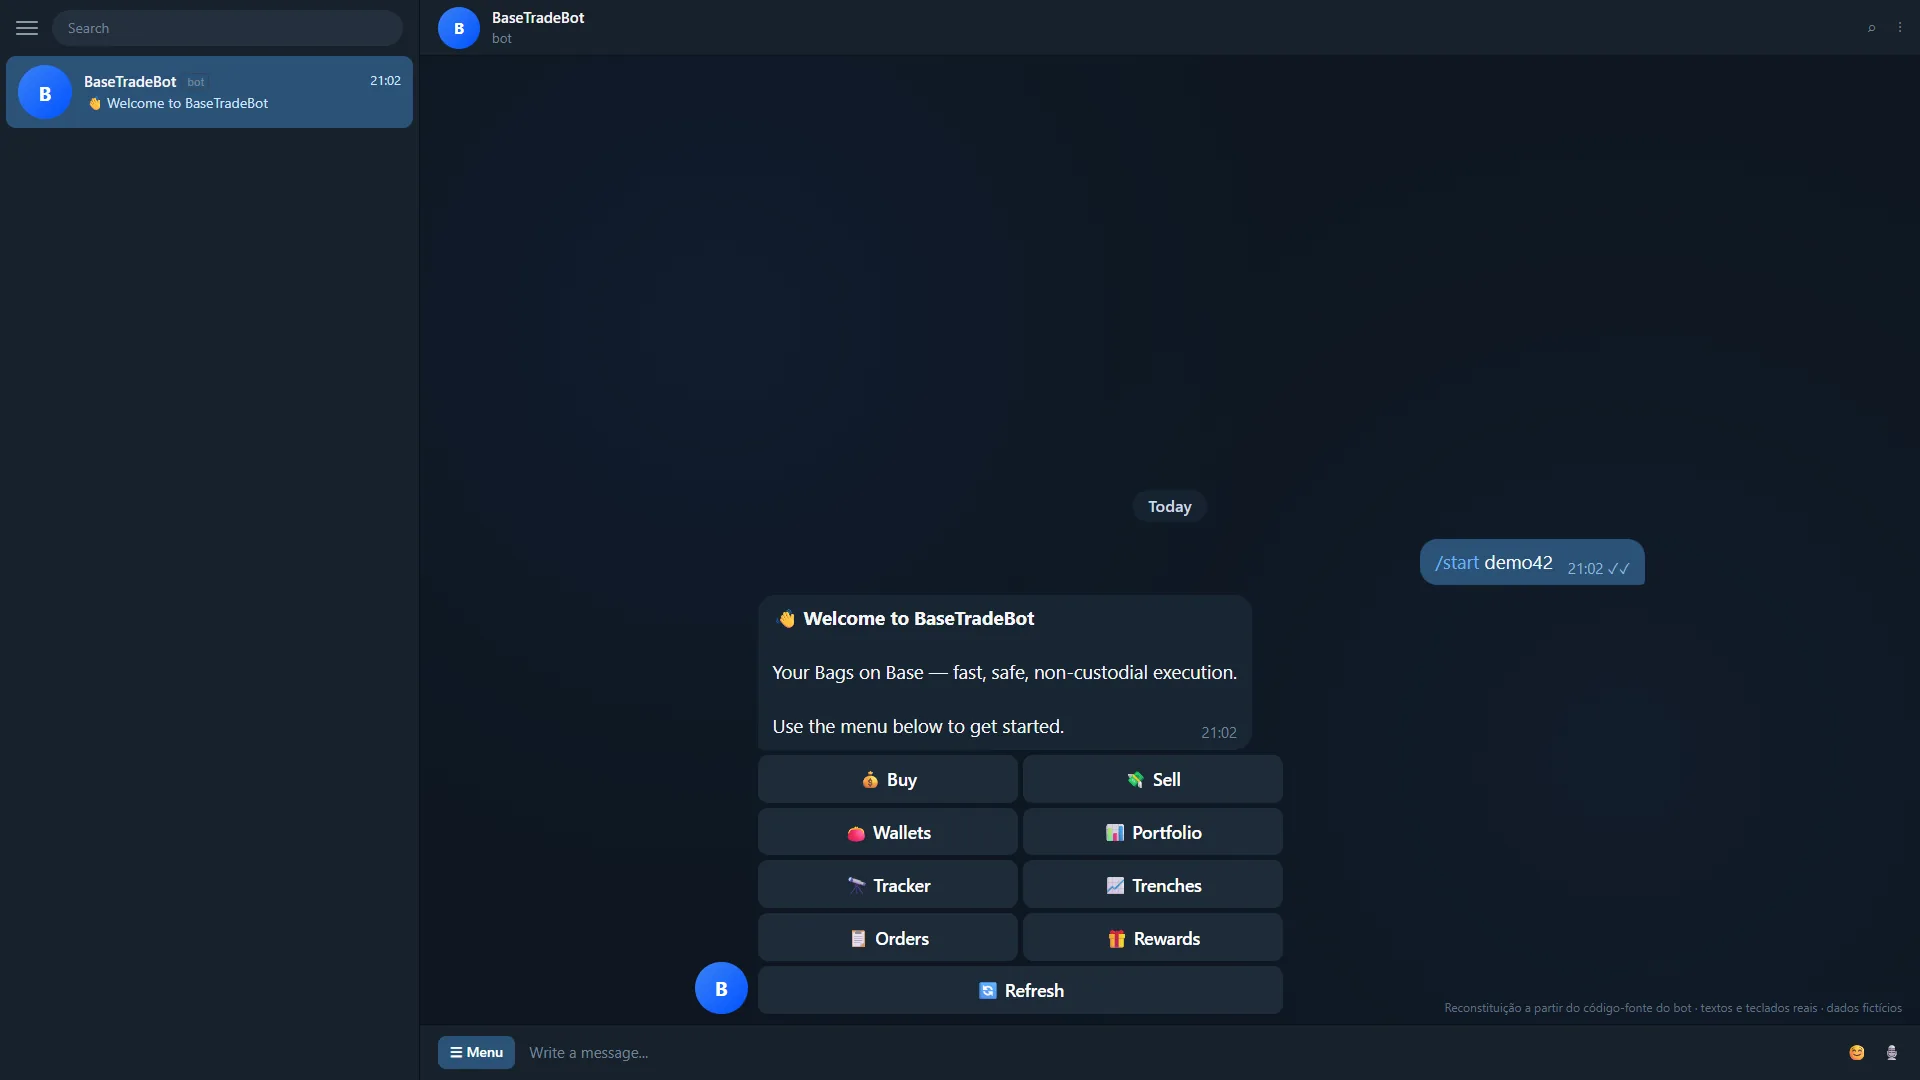 Search
BaseTradeBot bot 21:02
👋 Welcome to BaseTradeBot
B
B
BaseTradeBot
bot
Today
/start demo42 21:02 ✓✓
👋 Welcome to BaseTradeBot
Your Bags on Base — fast, safe, non-custodial execution.
Use the menu below to get started. 21:02
💰 Buy
💸 Sell
👛 Wallets
📊 Portfolio
🔭 Tracker
📈 Trenches
📋 Orders
🎁 Rewards
🔄 Refresh
B
Reconstituição a partir do código-fonte do bot · textos e teclados reais · dados fictícios
☰ Menu
Write a message...